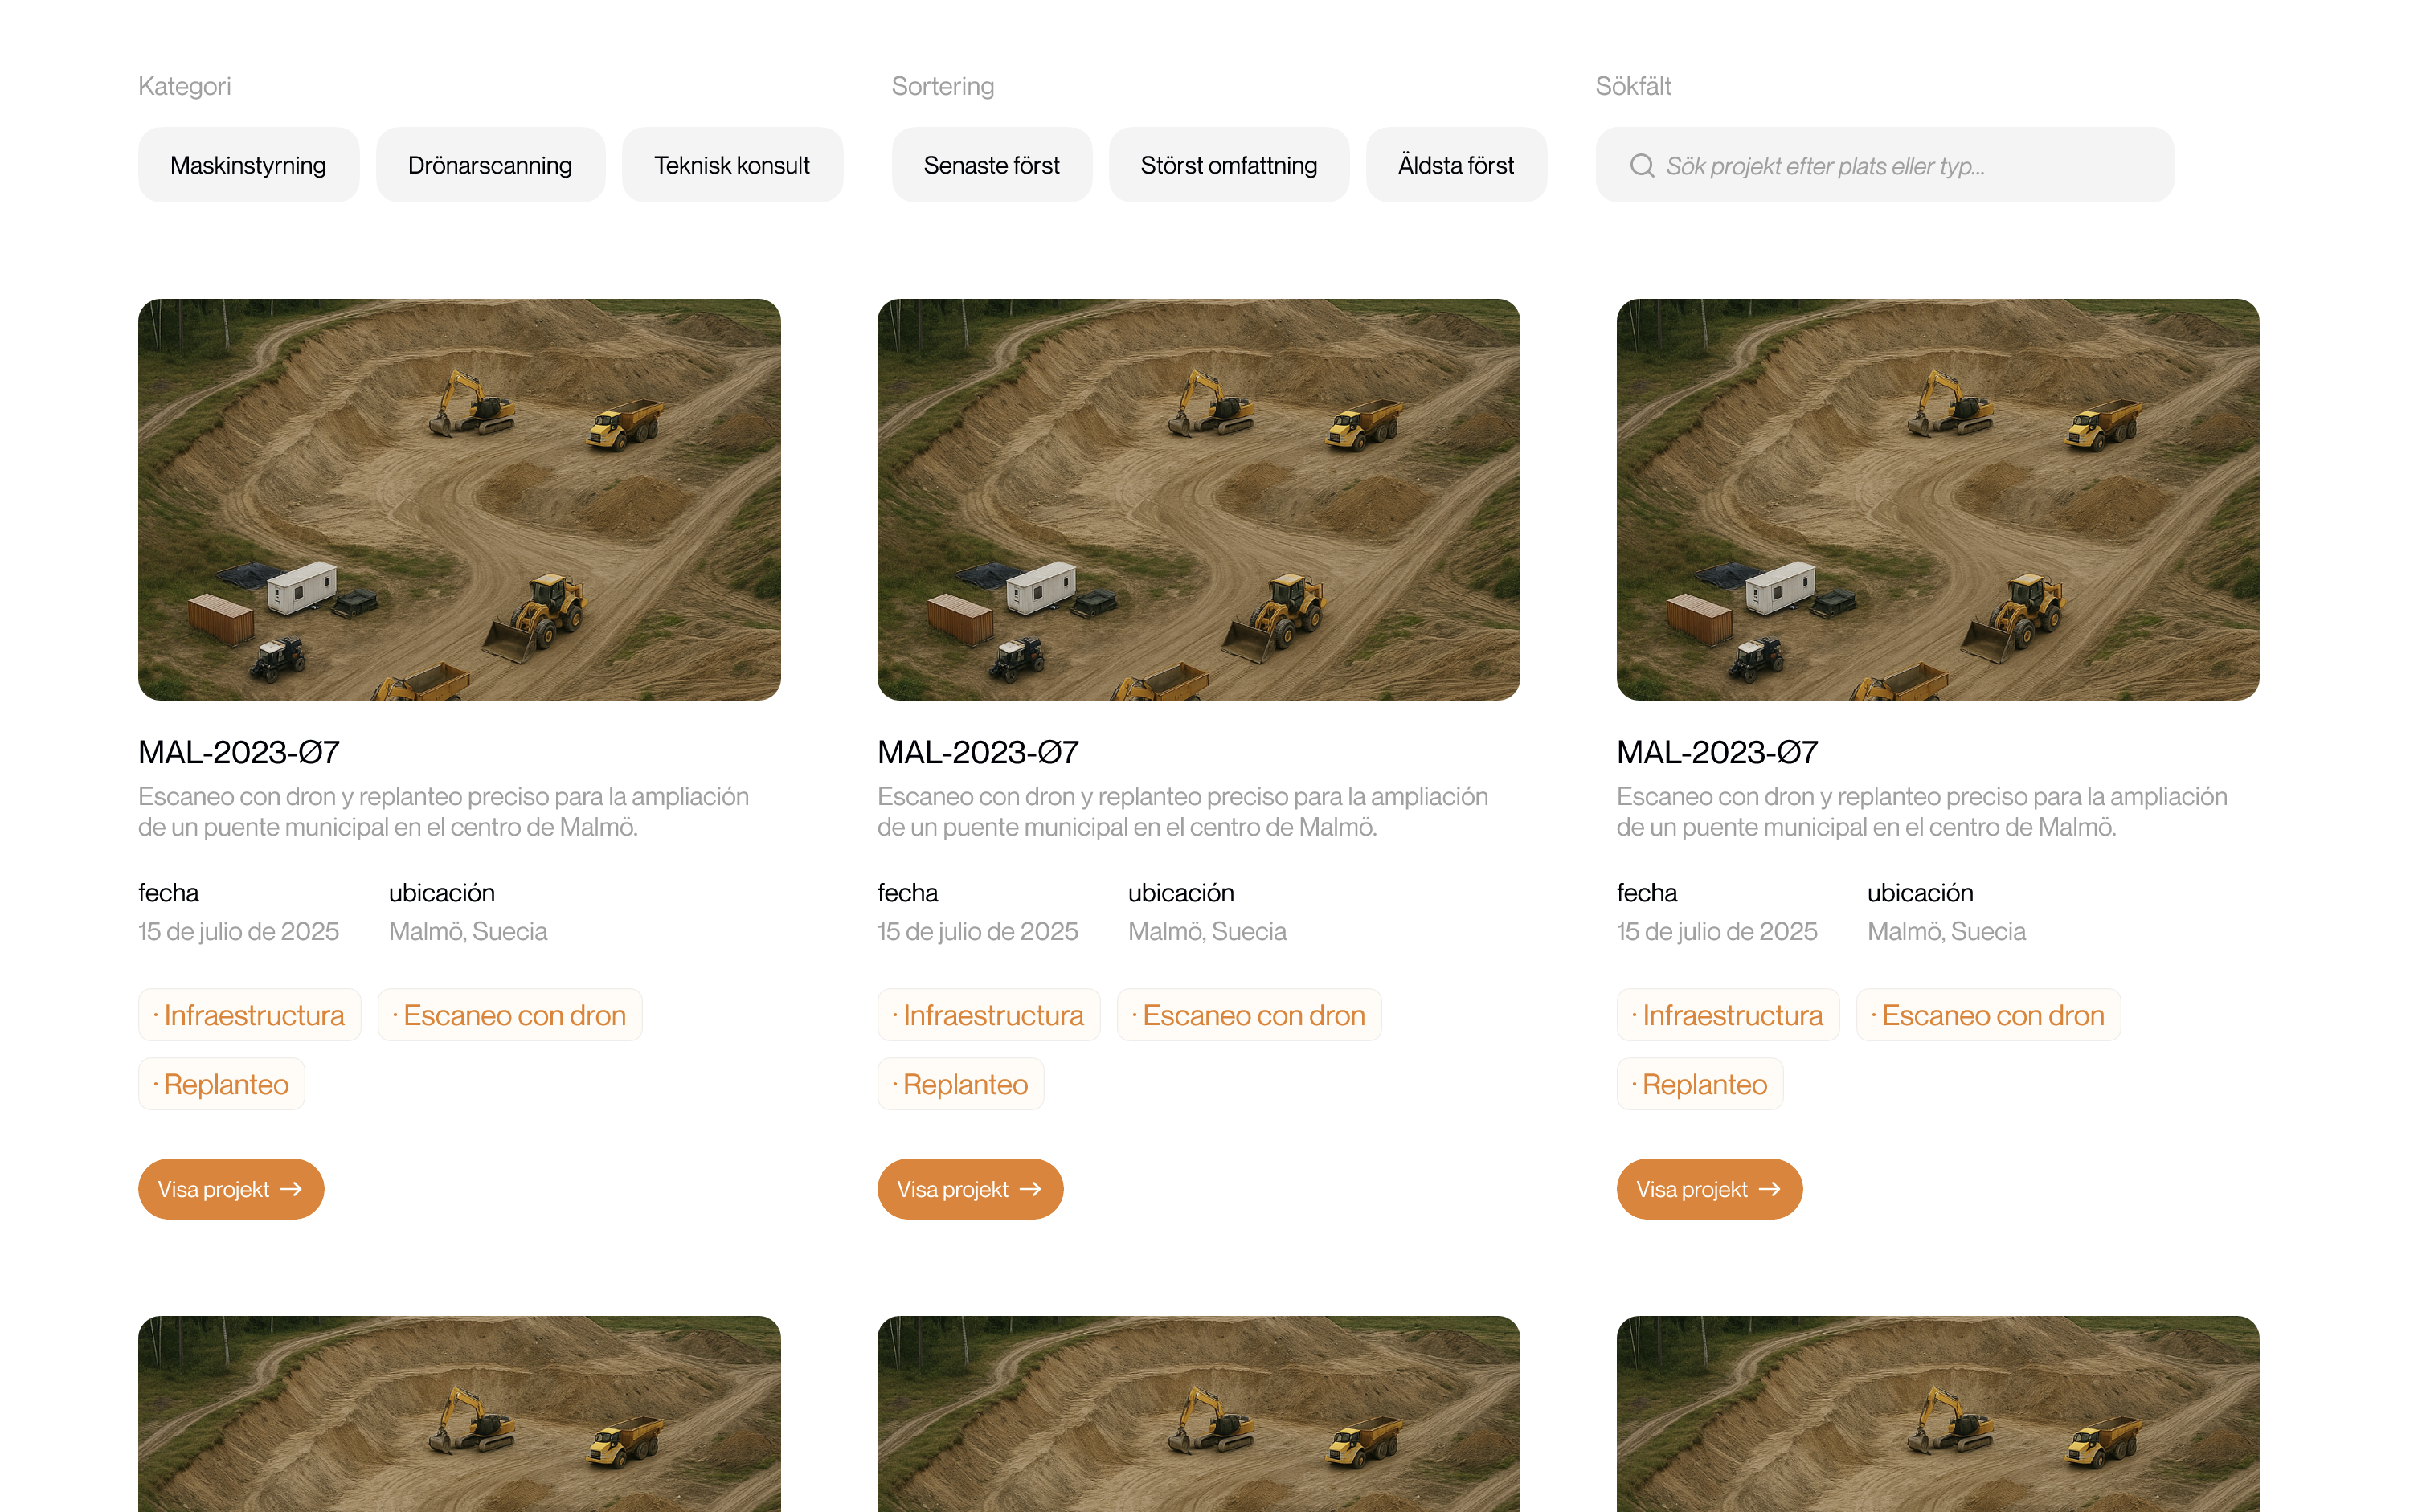 Kategori
Maskinstyrning
Drönarscanning
Teknisk konsult
Sortering
Senaste först
Störst omfattning
Äldsta först
Sökfält
Sök projekt efter plats eller typ...
MAL-2023-Ø7
Escaneo con dron y replanteo preciso para la ampliación
de un puente municipal en el centro de Malmö.
fecha
15 de julio de 2025
ubicación
Malmö, Suecia
· Infraestructura
· Escaneo con dron
· Replanteo
Visa projekt →
MAL-2023-Ø7
Escaneo con dron y replanteo preciso para la ampliación
de un puente municipal en el centro de Malmö.
fecha
15 de julio de 2025
ubicación
Malmö, Suecia
· Infraestructura
· Escaneo con dron
· Replanteo
Visa projekt →
MAL-2023-Ø7
Escaneo con dron y replanteo preciso para la ampliación
de un puente municipal en el centro de Malmö.
fecha
15 de julio de 2025
ubicación
Malmö, Suecia
· Infraestructura
· Escaneo con dron
· Replanteo
Visa projekt →